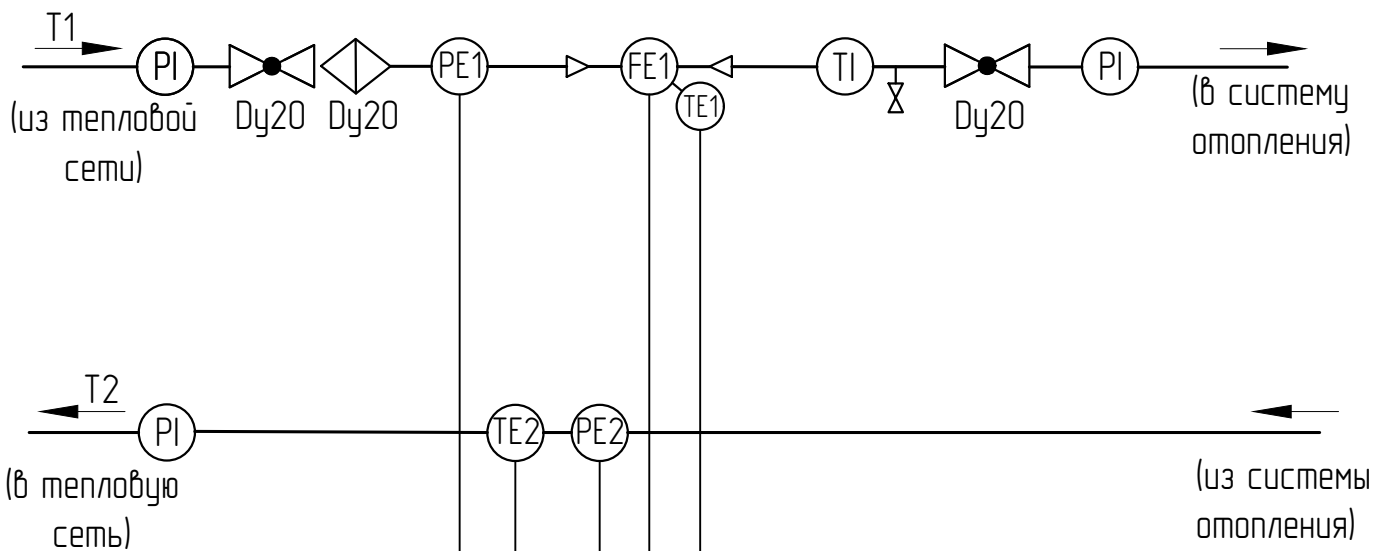 T1
PI
PE1
FE1
TI
PI
TE1
(из тепловой
сети)
Dy20
Dy20
Dy20
(в систему
отопления)
T2
PI
TE2
PE2
(в тепловую
сеть)
(из системы
отопления)